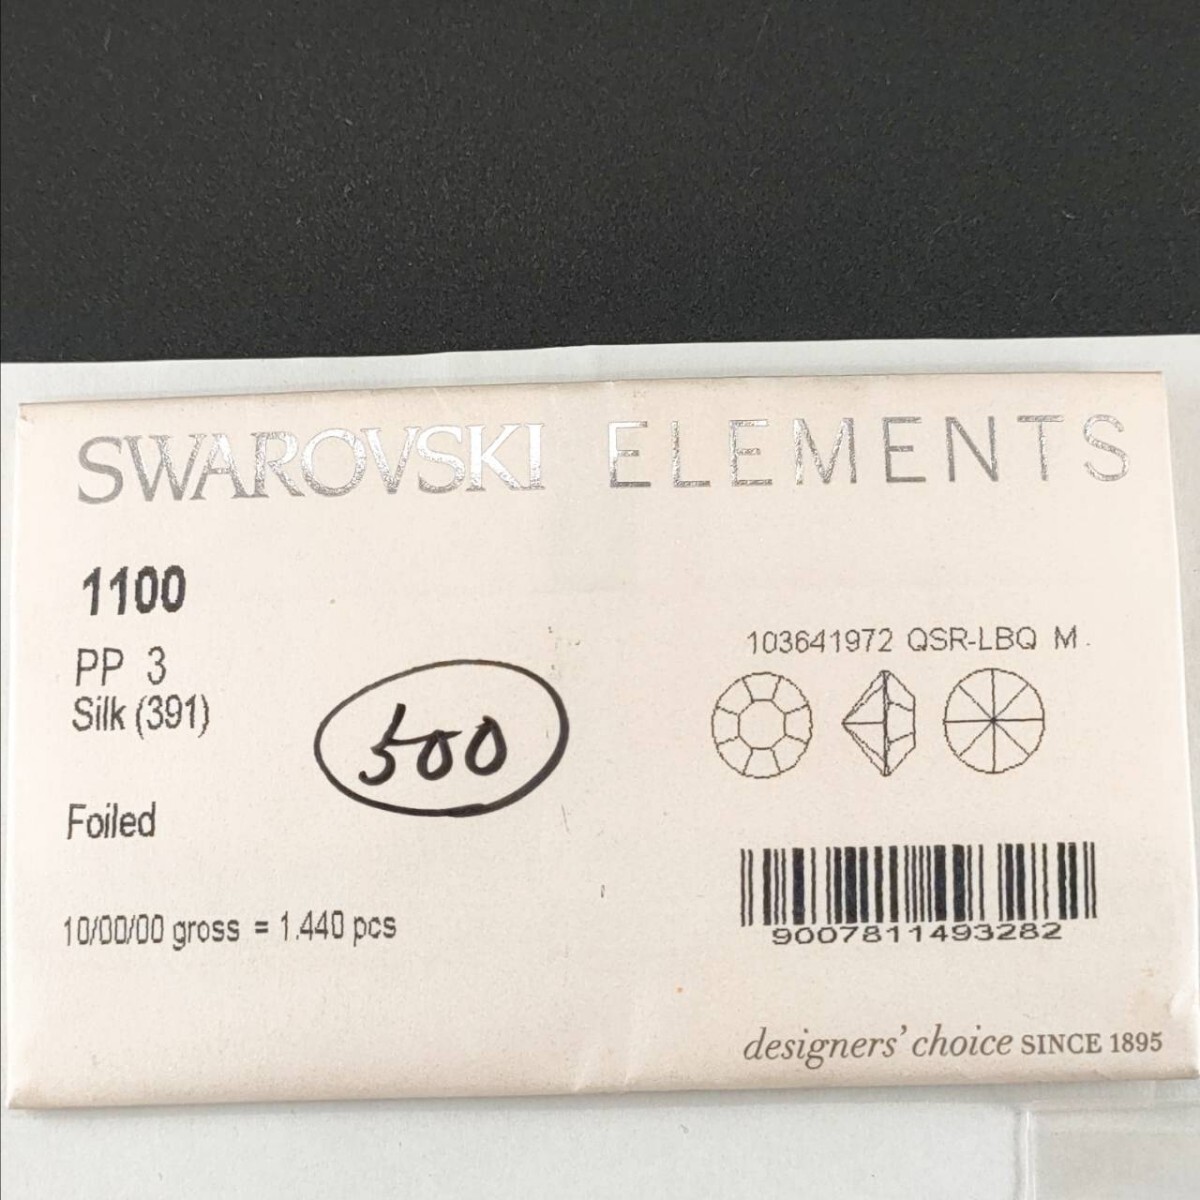 SWAROVSKI ELEMENTS
1100
PP 3
Silk (391)
500
Foiled
10/00/00 gross = 1.440 pcs
103641972 QSR-LBQ M.
9007811493282
designers' choice SINCE 1895